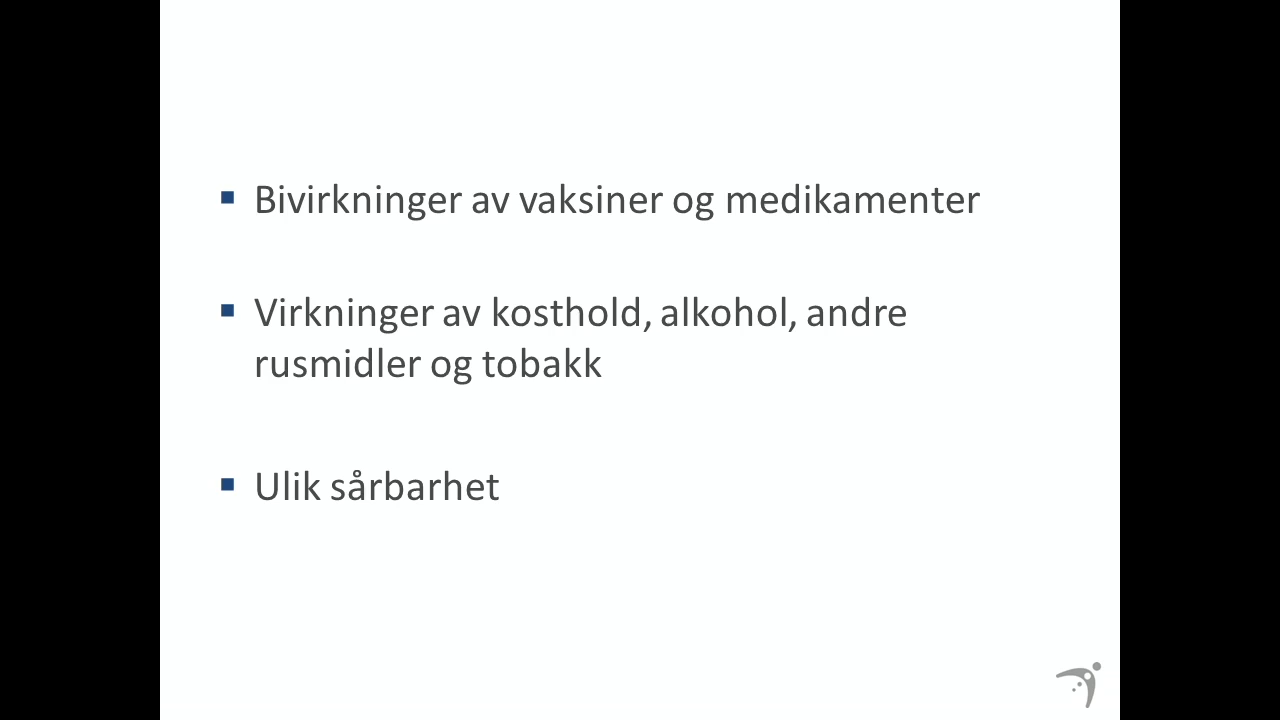 Bivirkninger av vaksiner og medikamenter
Virkninger av kosthold, alkohol, andre
rusmidler og tobakk
Ulik sårbarhet